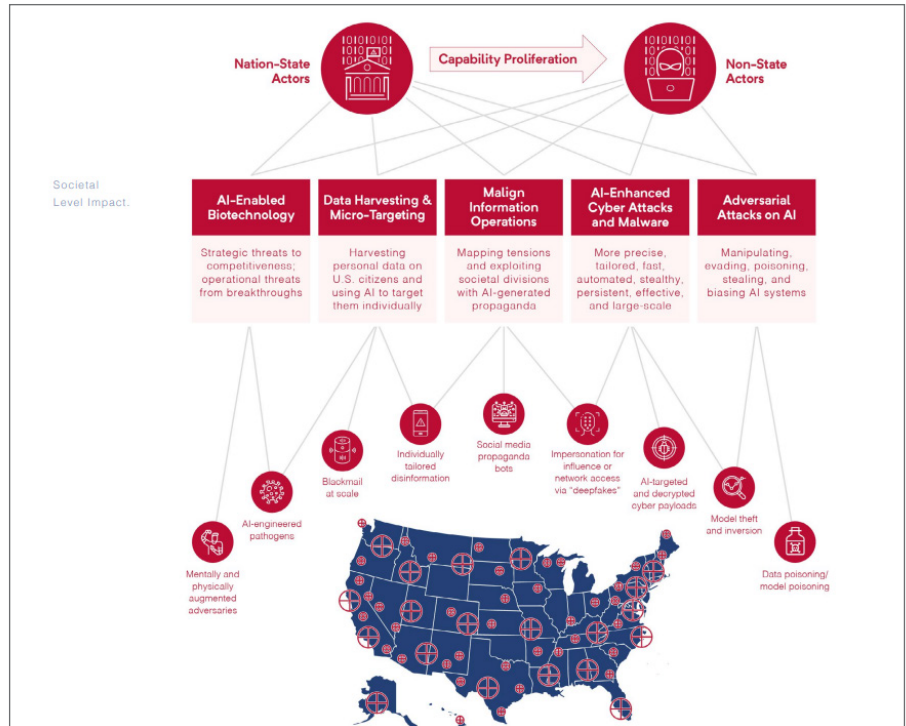 Nation-State
Actors
Capability Proliferation
Non-State
Actors
Societal
Level Impact.
AI-Enabled
Biotechnology
Strategic threats to
competitiveness;
operational threats
from breakthroughs
Data Harvesting &
Micro-Targeting
Harvesting
personal data on
U.S. citizens and
using AI to target
them individually
Malign
Information
Operations
Mapping tensions
and exploiting
societal divisions
with AI-generated
propaganda
AI-Enhanced
Cyber Attacks
and Malware
More precise,
tailored, fast,
automated, stealthy,
persistent, effective,
and large-scale
Adversarial
Attacks on AI
Manipulating,
evading, poisoning,
stealing, and
biasing AI systems
Mentally and
physically
augmented
adversaries
AI-engineered
pathogens
Blackmail
at scale
Individually
tailored
disinformation
Social media
propaganda
bots
Impersonation for
influence or
network access
via "deepfakes"
AI-targeted
and decrypted
cyber payloads
Model theft
and inversion
Data poisoning/
model poisoning